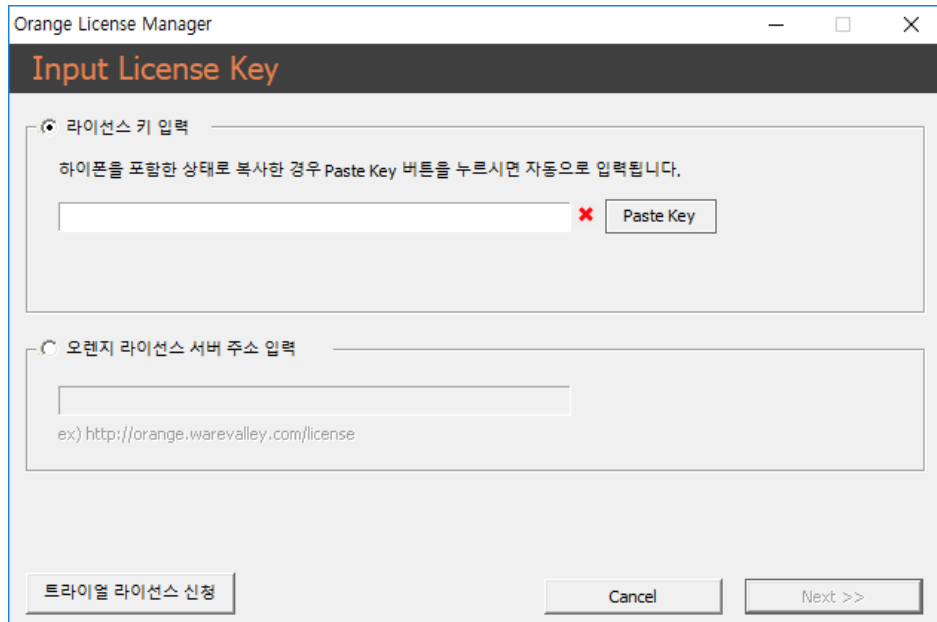 Orange License Manager
Input License Key
라이선스 키 입력
하이폰을 포함한 상태로 복사한 경우 Paste Key 버튼을 누르시면 자동으로 입력됩니다.
Paste Key
오렌지 라이선스 서버 주소 입력
ex) http://orange.warevalley.com/license
트라이얼 라이선스 신청
Cancel
Next >>